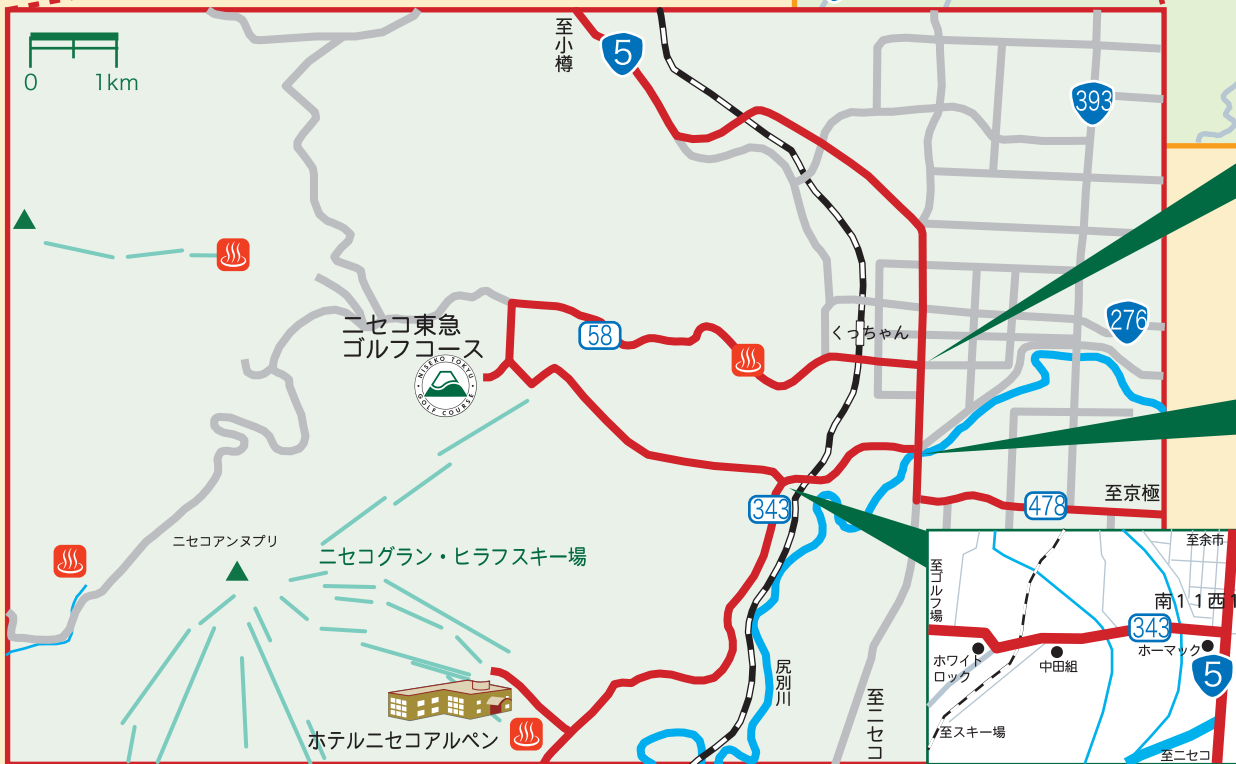 0 1km
至小樽
5
393
276
くっちゃん
58
ニセコ東急
ゴルフコース
NISEKO TOKYU
GOLF COURSE
343
478
至京極
ニセコアンヌプリ
ニセコグラン・ヒラフスキー場
ホテルニセコアルペン
尻別川
至ニセコ
至余市
至ゴルフ場
南11西1
343
ホーマック
ホワイト
ロック
中田組
5
至スキー場
至ニセコ